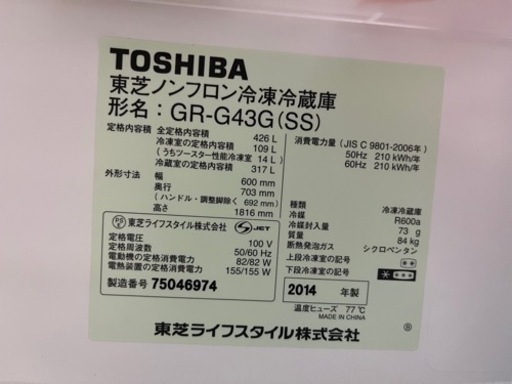 TOSHIBA
東芝ノンフロン冷凍冷蔵庫
形名：GR-G43G(SS)
定格内容積 全定格内容積 426 L
冷凍室の定格内容積 109 L
(うちツースター性能冷凍室 14 L)
冷蔵室の定格内容積 317 L
外形寸法 幅 600 mm
奥行 703 mm
(ハンドル・調整脚除く 692 mm)
高さ 1816 mm
PS E 東芝ライフスタイル株式会社 S-JET
定格電圧 100 V
定格周波数 50/60 Hz
電動機の定格消費電力 82/82 W
電熱装置の定格消費電力 155/155 W
製造番号 75046974
消費電力量 (JIS C 9801-2006年)
50Hz 210 kWh/年
60Hz 210 kWh/年
種類 冷凍冷蔵庫
冷媒 R600a
冷媒封入量 73 g
質量 84 kg
断熱発泡ガス シクロペンタン
上段冷凍室の記号
下段冷凍室の記号
2014 年製
温度ヒューズ 77℃
MADE IN CHINA
東芝ライフスタイル株式会社